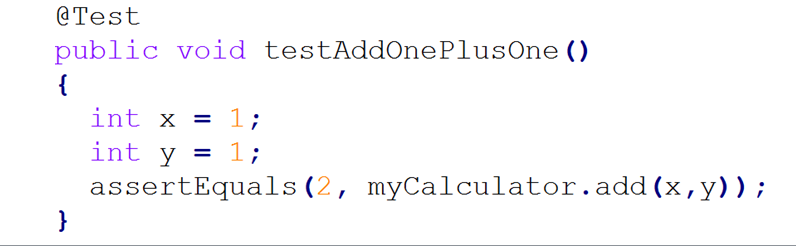 @Test
public void testAddOnePlusOne()
{
int x = 1;
int y = 1;
assertEquals(2, myCalculator.add(x,y));
}